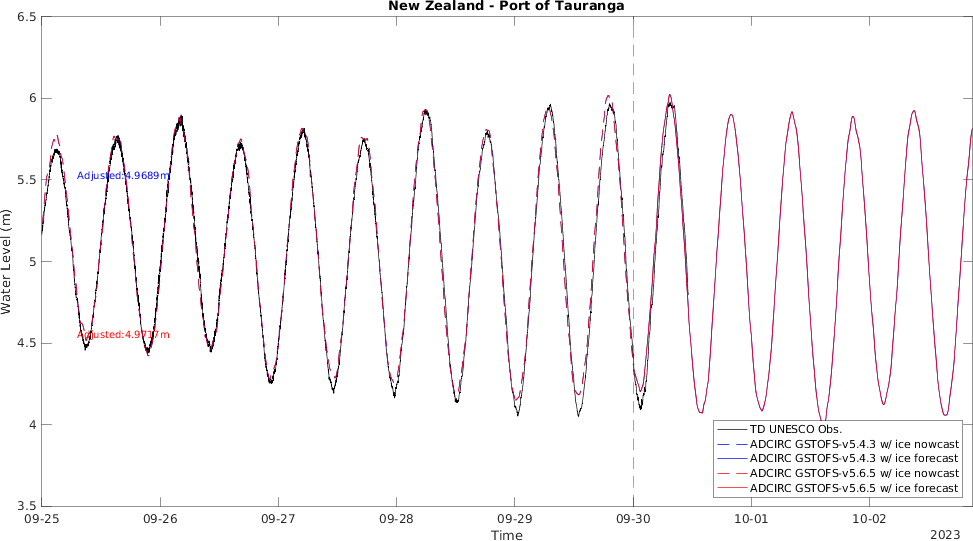 New Zealand - Port of Tauranga
6.5
6
5.5
5
4.5
4
3.5
Water Level (m)
Adjusted:4.9689m
Adjusted:4.9717m
TD UNESCO Obs.
ADCIRC GSTOFS-v5.4.3 w/ ice nowcast
ADCIRC GSTOFS-v5.4.3 w/ ice forecast
ADCIRC GSTOFS-v5.6.5 w/ ice nowcast
ADCIRC GSTOFS-v5.6.5 w/ ice forecast
09-25 09-26 09-27 09-28 09-29 09-30 10-01 10-02
Time
2023